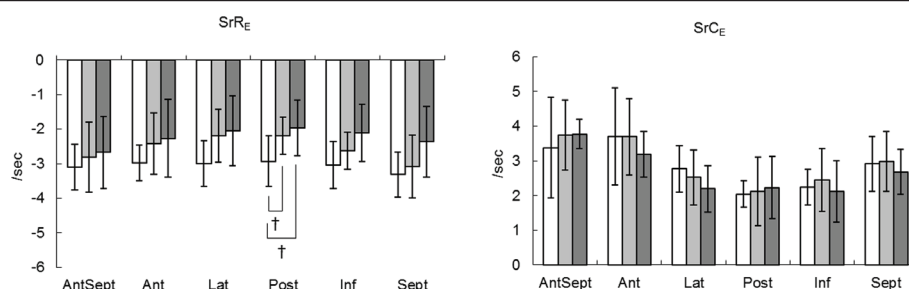 SrR_E
0
-1
-2
-3
-4
-5
-6
/sec
†
†
AntSept Ant Lat Post Inf Sept
SrC_E
6
5
4
3
2
1
0
/sec
AntSept Ant Lat Post Inf Sept